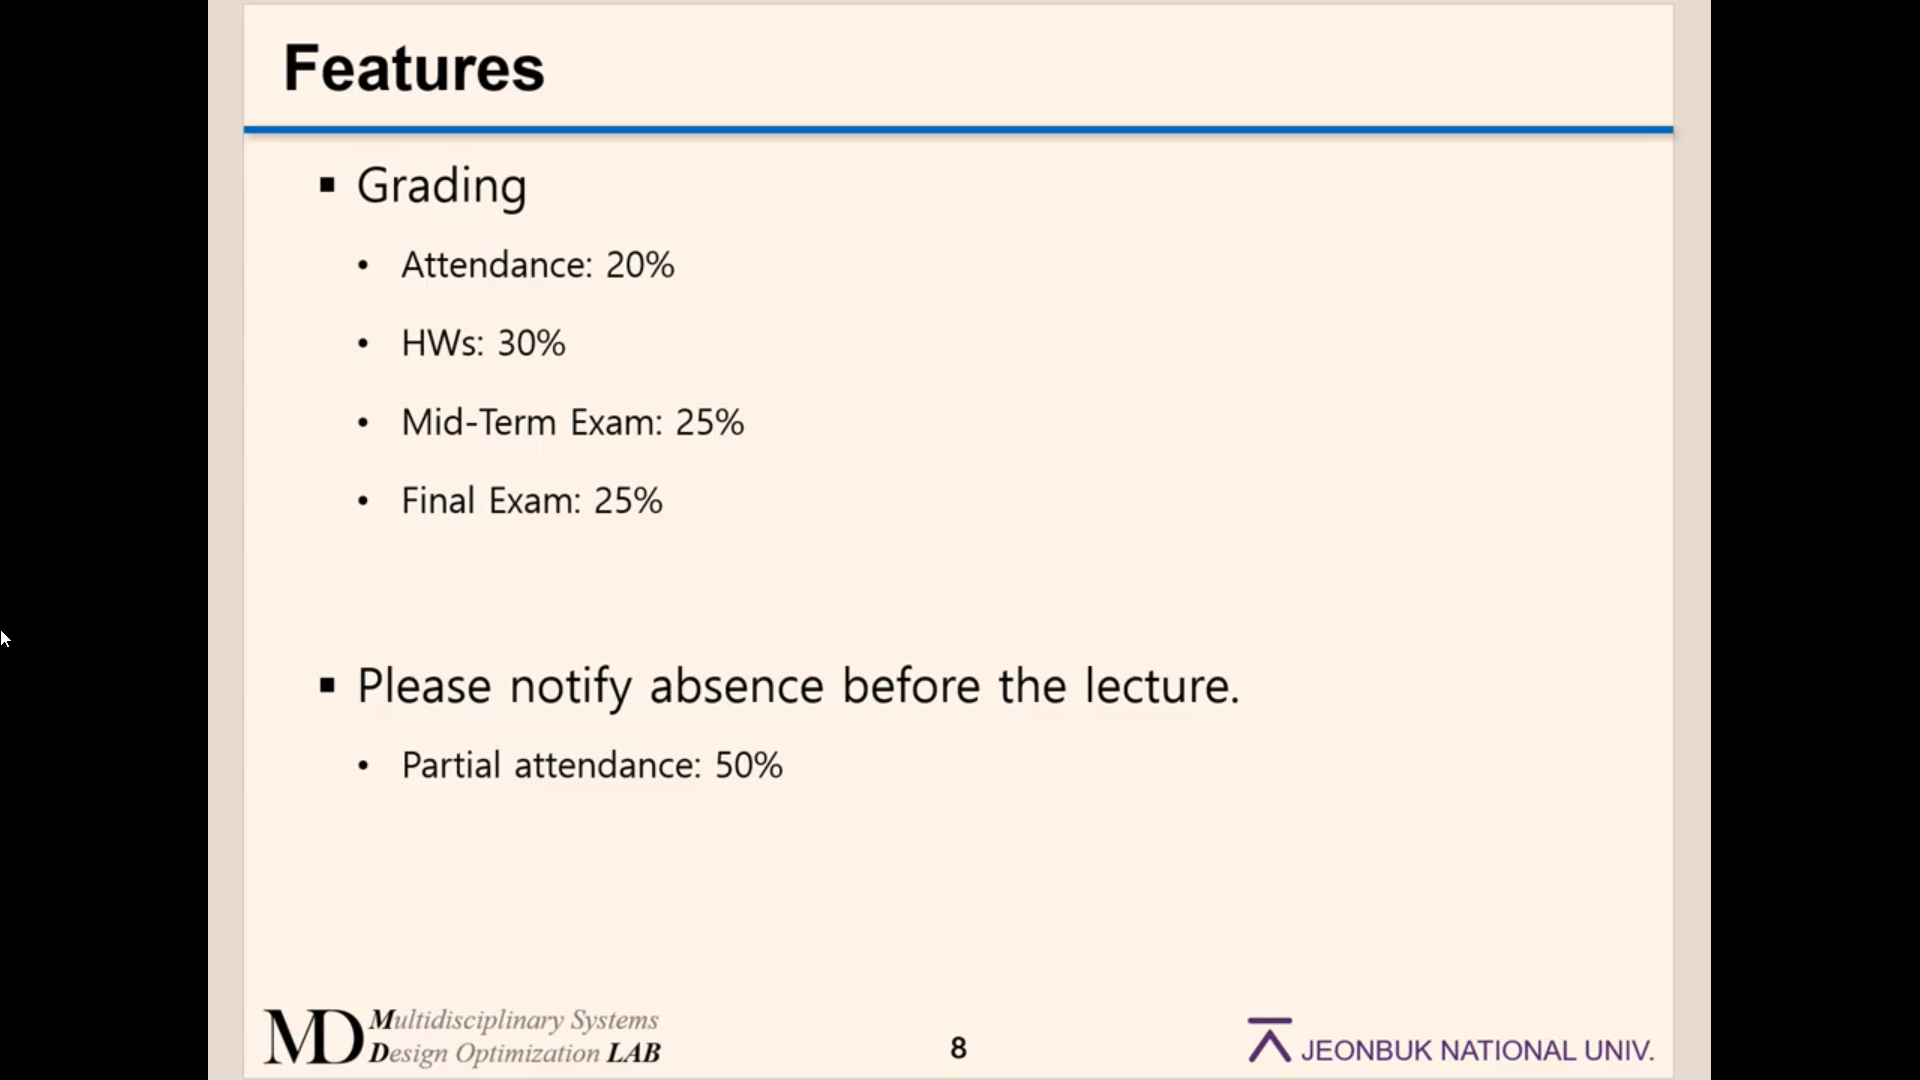 Features
▪ Grading
• Attendance: 20%
• HWs: 30%
• Mid-Term Exam: 25%
• Final Exam: 25%
▪ Please notify absence before the lecture.
• Partial attendance: 50%
MD
Multidisciplinary Systems
Design Optimization LAB
8
JEONBUK NATIONAL UNIV.